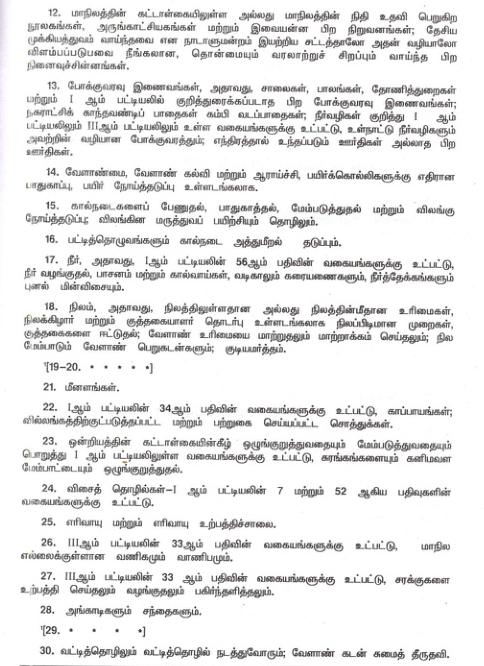 12. மாநிலத்தின் கட்டாள்கையிலுள்ள அல்லது மாநிலத்தின் நிதி உதவி பெறுகிற
நூலகங்கள், அருங்காட்சியகங்கள் மற்றும் இவையன்ன பிற நிறுவனங்கள்; தேசிய
முக்கியத்துவம் வாய்ந்தவை என நாடாளுமன்றம் இயற்றிய சட்டத்தாலோ அதன் வழியாலோ
விளம்பப்படுபவை நீங்கலான, தொன்மையும் வரலாற்றுச் சிறப்பும் வாய்ந்த பிற
நினைவுச்சின்னங்கள்.
13. போக்குவரவு இணைவங்கள், அதாவது, சாலைகள், பாலங்கள், தோணித்துறைகள்
மற்றும் I ஆம் பட்டியலில் குறித்துரைக்கப்படாத பிற போக்குவரவு இணைவங்கள்;
நகராட்சிக் காந்தவண்டிப் பாதைகள் கம்பி வடப்பாதைகள்; நீர்வழிகள் குறித்து I ஆம்
பட்டியலிலும் IIIஆம் பட்டியலிலும் உள்ள வகையங்களுக்கு உட்பட்டு, உள்நாட்டு நீர்வழிகளும்
அவற்றின் வழியான போக்குவரத்தும்; எந்திரத்தால் உந்தப்படும் ஊர்திகள் அல்லாத பிற
ஊர்திகள்.
14. வேளாண்மை, வேளாண் கல்வி மற்றும் ஆராய்ச்சி, பயிர்க்கொல்லிகளுக்கு எதிரான
பாதுகாப்பு, பயிர் நோய்த்தடுப்பு உள்ளடங்கலாக.
15. கால்நடைகளைப் பேணுதல், பாதுகாத்தல், மேம்படுத்துதல் மற்றும் விலங்கு
நோய்த்தடுப்பு; விலங்கின மருத்துவப் பயிற்சியும் தொழிலும்.
16. பட்டித்தொழுவங்களும் கால்நடை அத்துமீறல் தடுப்பும்.
17. நீர், அதாவது, Iஆம் பட்டியலின் 56ஆம் பதிவின் வகையங்களுக்கு உட்பட்டு,
நீர் வழங்குதல், பாசனம் மற்றும் கால்வாய்கள், வடிகாலும் கரையணைகளும், நீர்த்தேக்கங்களும்
புனல் மின்விசையும்.
18. நிலம், அதாவது, நிலத்திலுள்ளதான அல்லது நிலத்தின்மீதான உரிமைகள்,
நிலக்கிழார் மற்றும் குத்தகையாளர் தொடர்பு உள்ளடங்கலாக நிலப்பிடிமான முறைகள்,
குத்தகைகளை ஈட்டுதல்; வேளாண் உரிமையை மாற்றுதலும் மாற்றாக்கம் செய்தலும்; நில
மேம்பாடும் வேளாண் பெறுகடன்களும்; குடியமர்த்தம்.
¹[19-20. * * * * *]
21. மீனளங்கள்.
22. Iஆம் பட்டியலின் 34ஆம் பதிவின் வகையங்களுக்கு உட்பட்டு, காப்பாயங்கள்;
வில்லங்கத்திற்குட்படுத்தப்பட்ட மற்றும் பற்றுகை செய்யப்பட்ட சொத்துக்கள்.
23. ஒன்றியத்தின் கட்டாள்கையின்கீழ் ஒழுங்குறுத்துவதையும் மேம்படுத்துவதையும்
பொறுத்து I ஆம் பட்டியலிலுள்ள வகையங்களுக்கு உட்பட்டு, சுரங்கங்களையும் கனிமவள
மேம்பாட்டையும் ஒழுங்குறுத்துதல்.
24. விசைத் தொழில்கள்-I ஆம் பட்டியலின் 7 மற்றும் 52 ஆகிய பதிவுகளின்
வகையங்களுக்கு உட்பட்டு.
25. எரிவாயு மற்றும் எரிவாயு உற்பத்திச்சாலை.
26. IIIஆம் பட்டியலின் 33ஆம் பதிவின் வகையங்களுக்கு உட்பட்டு, மாநில
எல்லைக்குள்ளான வணிகமும் வாணிபமும்.
27. IIIஆம் பட்டியலின் 33 ஆம் பதிவின் வகையங்களுக்கு உட்பட்டு, சரக்குகளை
உற்பத்தி செய்தலும் வழங்குதலும் பகிர்ந்தளித்தலும்.
28. அங்காடிகளும் சந்தைகளும்.
¹[29. * * * *]
30. வட்டித்தொழிலும் வட்டித்தொழில் நடத்துவோரும்; வேளாண் கடன் சுமைத் தீருதவி.